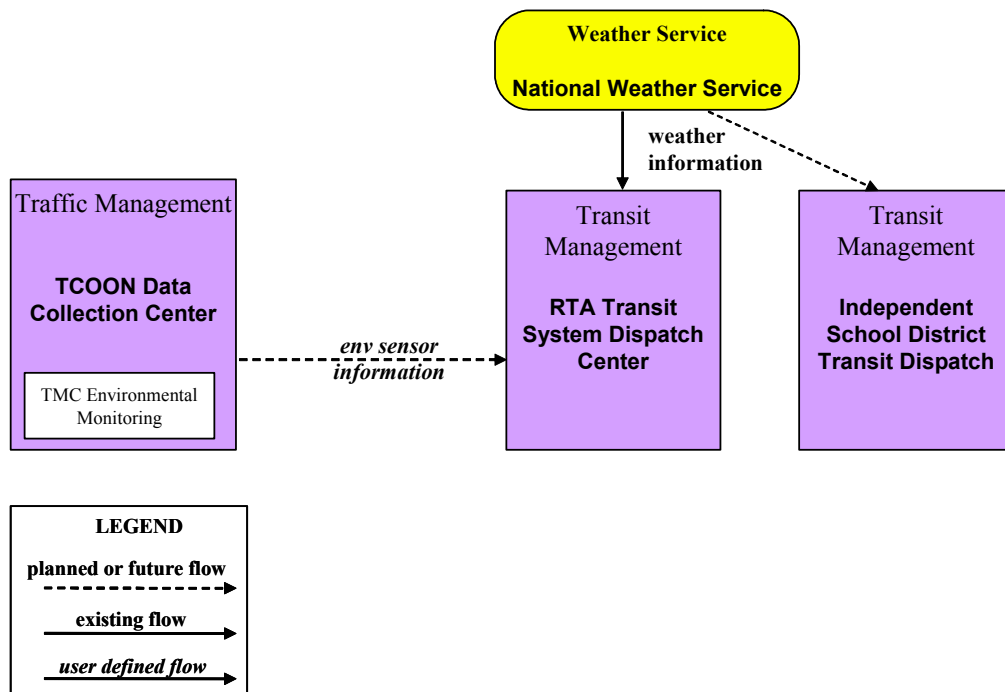 Weather Service
National Weather Service
weather
information
Traffic Management
TCOON Data
Collection Center
TMC Environmental
Monitoring
env sensor
information
Transit
Management
RTA Transit
System Dispatch
Center
Transit
Management
Independent
School District
Transit Dispatch
LEGEND
planned or future flow
existing flow
user defined flow